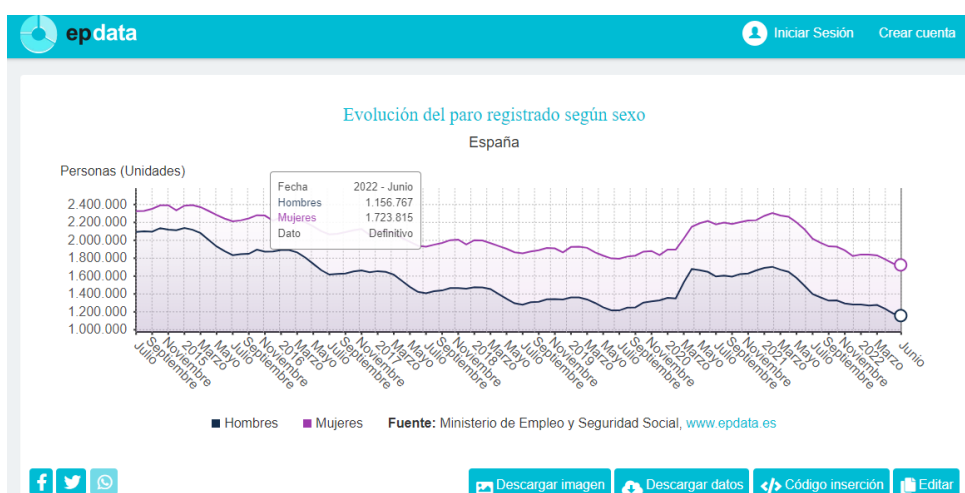 epdata
Iniciar Sesión
Crear cuenta
Evolución del paro registrado según sexo
España
Personas (Unidades)
Fecha 2022 - Junio
Hombres 1.156.767
Mujeres 1.723.815
Dato Definitivo
2.400.000
2.200.000
2.000.000
1.800.000
1.600.000
1.400.000
1.200.000
1.000.000
Julio
Septiembre
Noviembre
2015
Marzo
Mayo
Julio
Septiembre
Noviembre
2016
Marzo
Mayo
Julio
Septiembre
Noviembre
2017
Marzo
Mayo
Julio
Septiembre
Noviembre
2018
Marzo
Mayo
Julio
Septiembre
Noviembre
2019
Marzo
Mayo
Julio
Septiembre
Noviembre
2020
Marzo
Mayo
Julio
Septiembre
Noviembre
2021
Marzo
Mayo
Julio
Septiembre
Noviembre
2022
Marzo
Junio
Hombres
Mujeres
Fuente: Ministerio de Empleo y Seguridad Social, www.epdata.es
Descargar imagen
Descargar datos
</> Código inserción
Editar